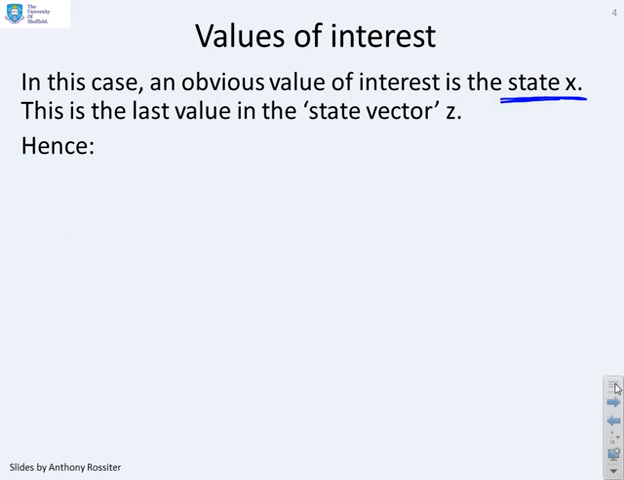 The
University
Of
Sheffield.
4
Values of interest
In this case, an obvious value of interest is the state x.
This is the last value in the ‘state vector’ z.
Hence:
Slides by Anthony Rossiter